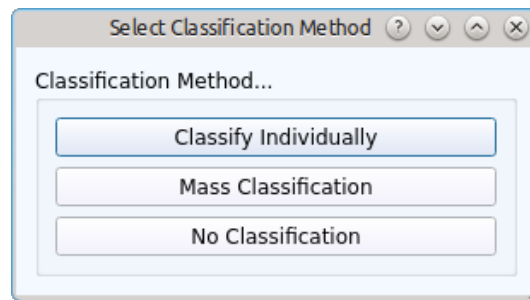 Select Classification Method
Classification Method...
Classify Individually
Mass Classification
No Classification